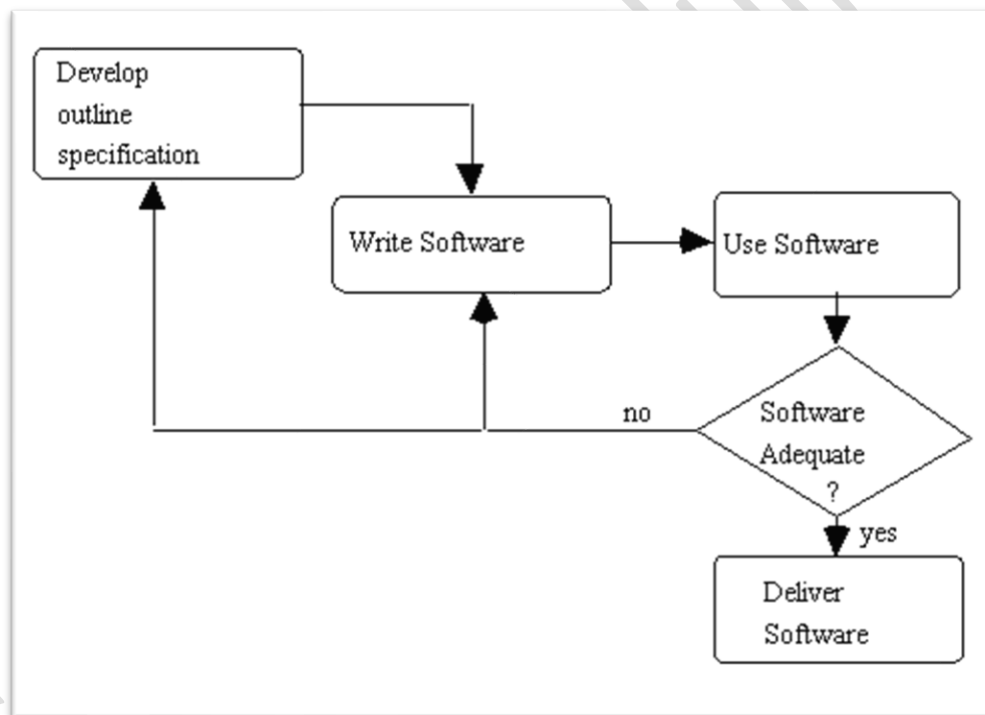 Develop
outline
specification
Write Software
Use Software
no
Software
Adequate
?
yes
Deliver
Software